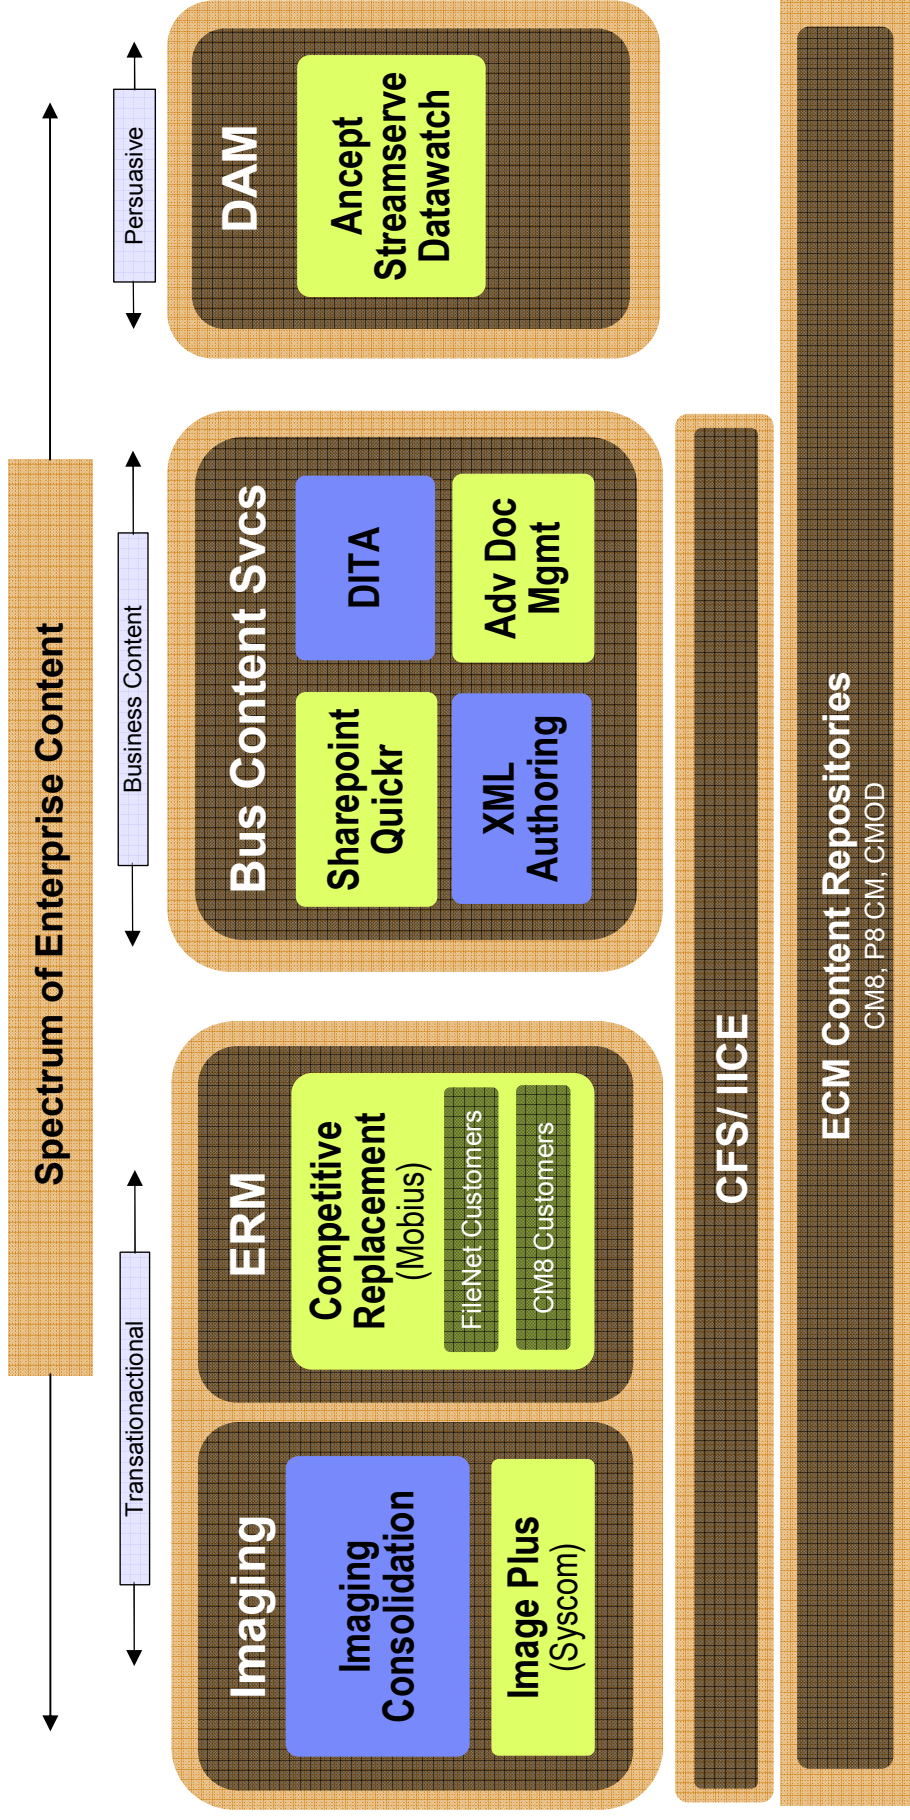 Spectrum of Enterprise Content
Transationactional
Business Content
Persuasive
Imaging
Imaging
Consolidation
Image Plus
(Syscom)
ERM
Competitive
Replacement
(Mobius)
FileNet Customers
CM8 Customers
Bus Content Svcs
Sharepoint
Quickr
DITA
XML
Authoring
Adv Doc
Mgmt
DAM
Ancept
Streamserve
Datawatch
CFS/ IICE
ECM Content Repositories
CM8, P8 CM, CMOD